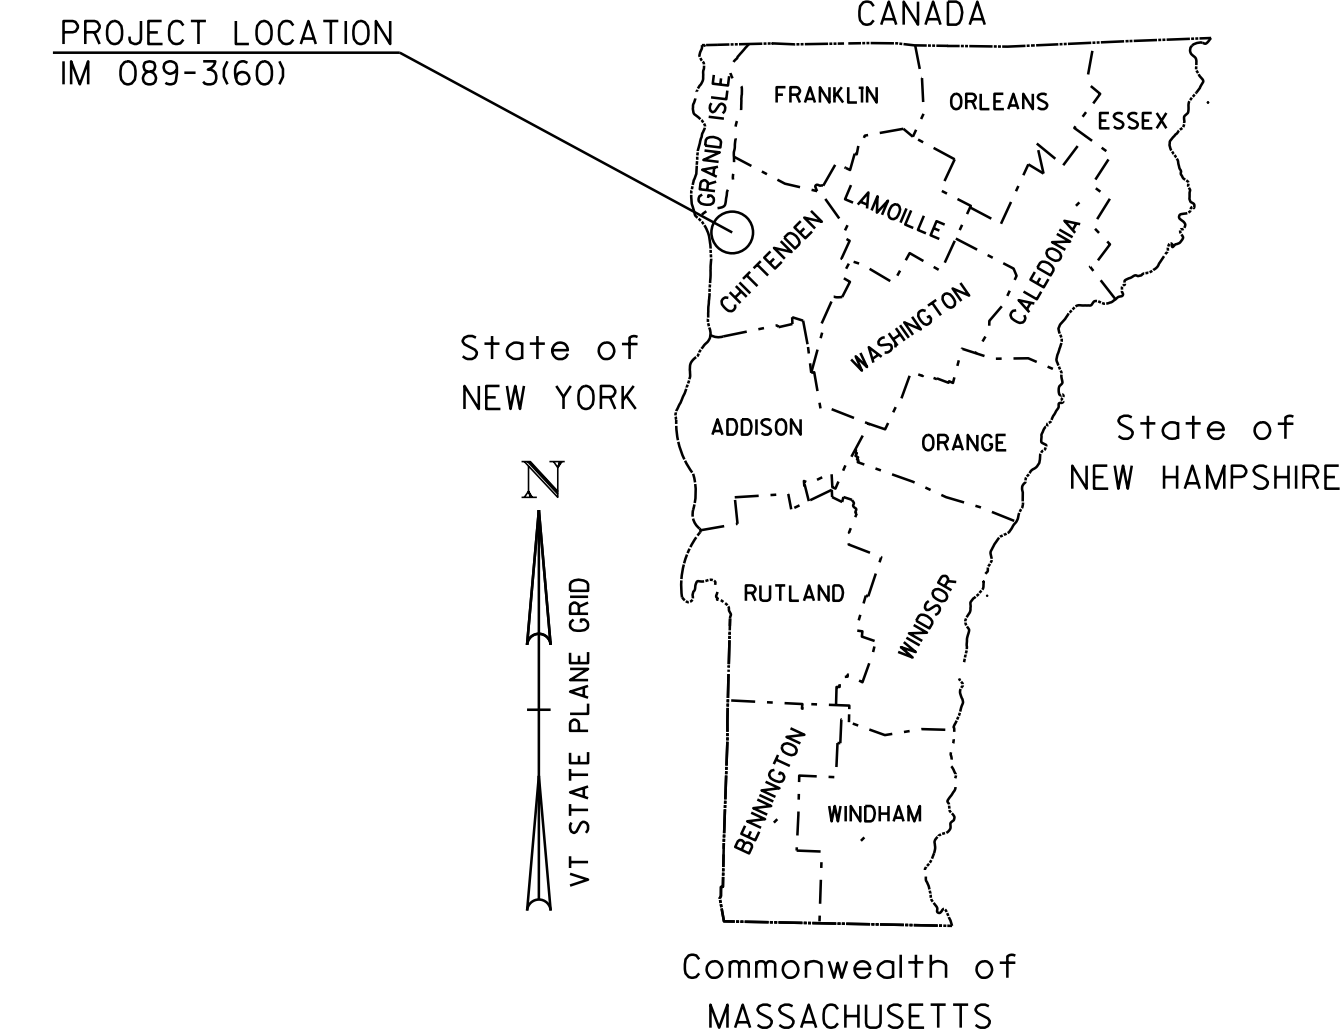 CANADA
PROJECT LOCATION
IM 089-3(60)
GRAND ISLE
FRANKLIN
ORLEANS
ESSEX
LAMOILLE
CHITTENDEN
CALEDONIA
WASHINGTON
State of
NEW YORK
ADDISON
ORANGE
State of
NEW HAMPSHIRE
N
VT STATE PLANE GRID
RUTLAND
WINDSOR
BENNINGTON
WINDHAM
Commonwealth of
MASSACHUSETTS